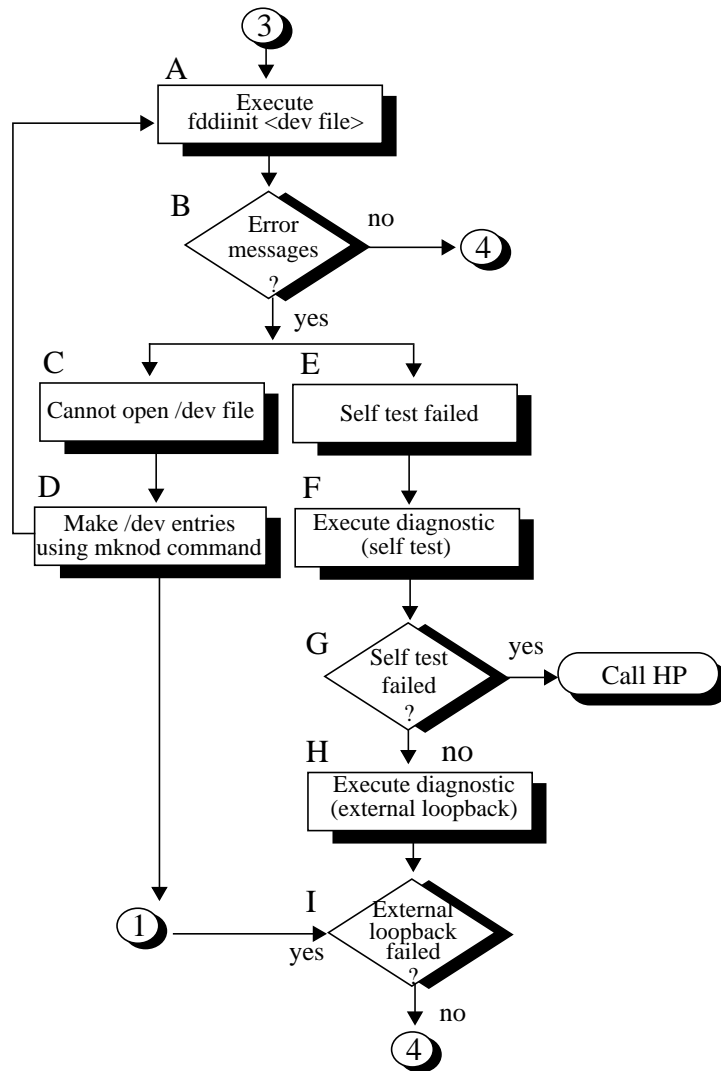 3
A
Execute
fddiinit <dev file>
B
Error
messages
?
no
4
yes
C
Cannot open /dev file
E
Self test failed
D
Make /dev entries
using mknod command
F
Execute diagnostic
(self test)
G
Self test
failed
?
yes
Call HP
no
H
Execute diagnostic
(external loopback)
1
yes
I
External
loopback
failed
?
no
4